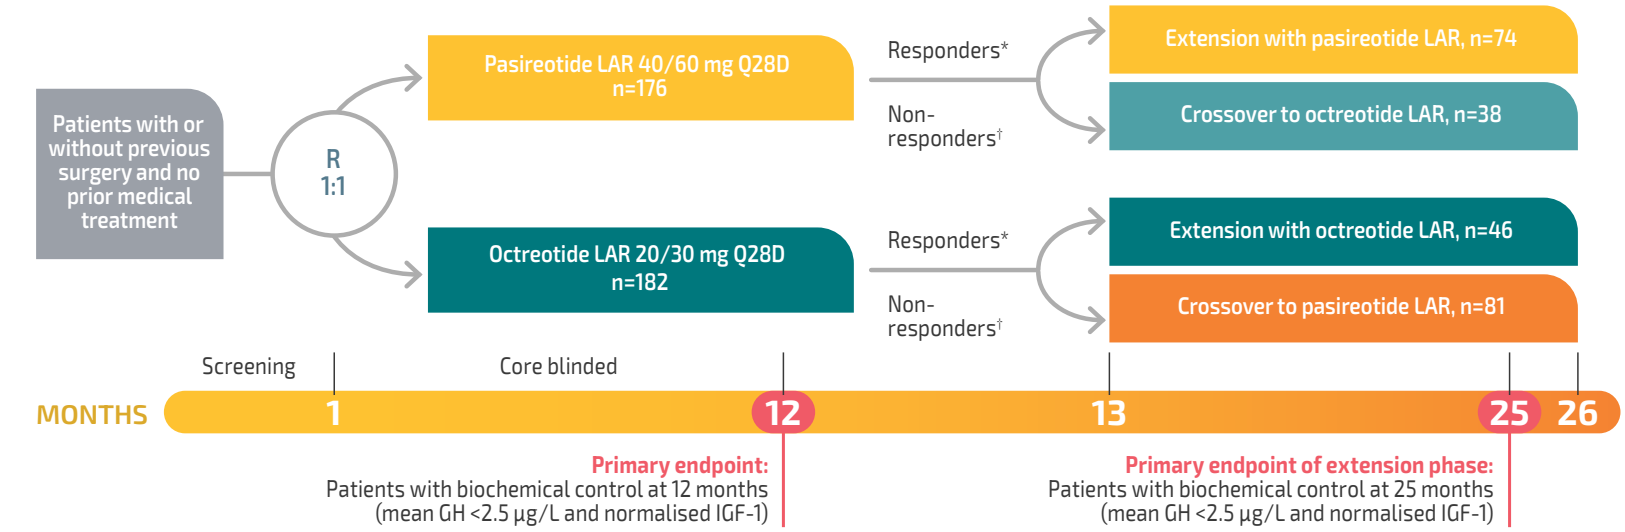 Patients with or
without previous
surgery and no
prior medical
treatment
R
1:1
Pasireotide LAR 40/60 mg Q28D
n=176
Octreotide LAR 20/30 mg Q28D
n=182
Responders*
Non-
responders†
Responders*
Non-
responders†
Extension with pasireotide LAR, n=74
Crossover to octreotide LAR, n=38
Extension with octreotide LAR, n=46
Crossover to pasireotide LAR, n=81
Screening
Core blinded
MONTHS
1
12
13
25
26
Primary endpoint:
Patients with biochemical control at 12 months
(mean GH <2.5 µg/L and normalised IGF-1)
Primary endpoint of extension phase:
Patients with biochemical control at 25 months
(mean GH <2.5 µg/L and normalised IGF-1)